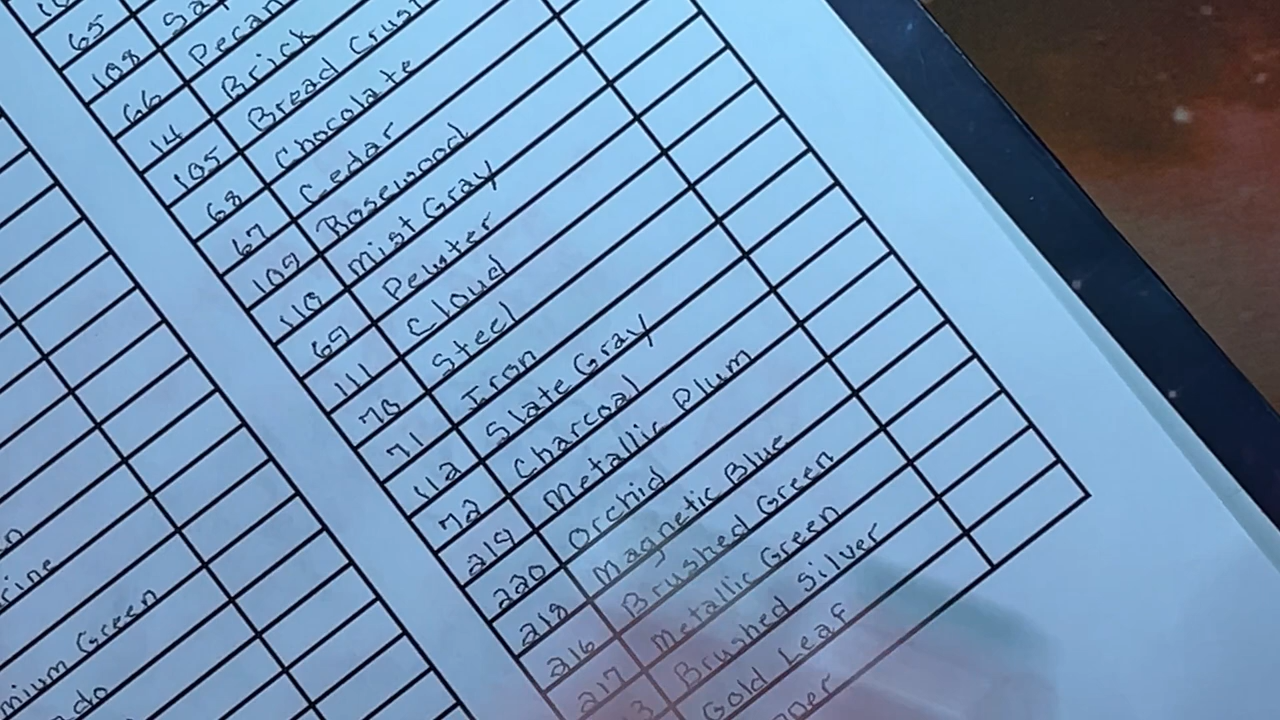 65
108
66 Pecan
14 Brick
105 Bread Crust
68 Chocolate
67 Cedar
109 Rosewood
110 Mist Gray
69 Pewter
111 Cloud
70 Steel
71 Iron
112 Slate Gray
72 Charcoal
219 Metallic Plum
220 Orchid
218 Magnetic Blue
216 Brushed Green
217 Metallic Green
Brushed Silver
Gold Leaf
Green